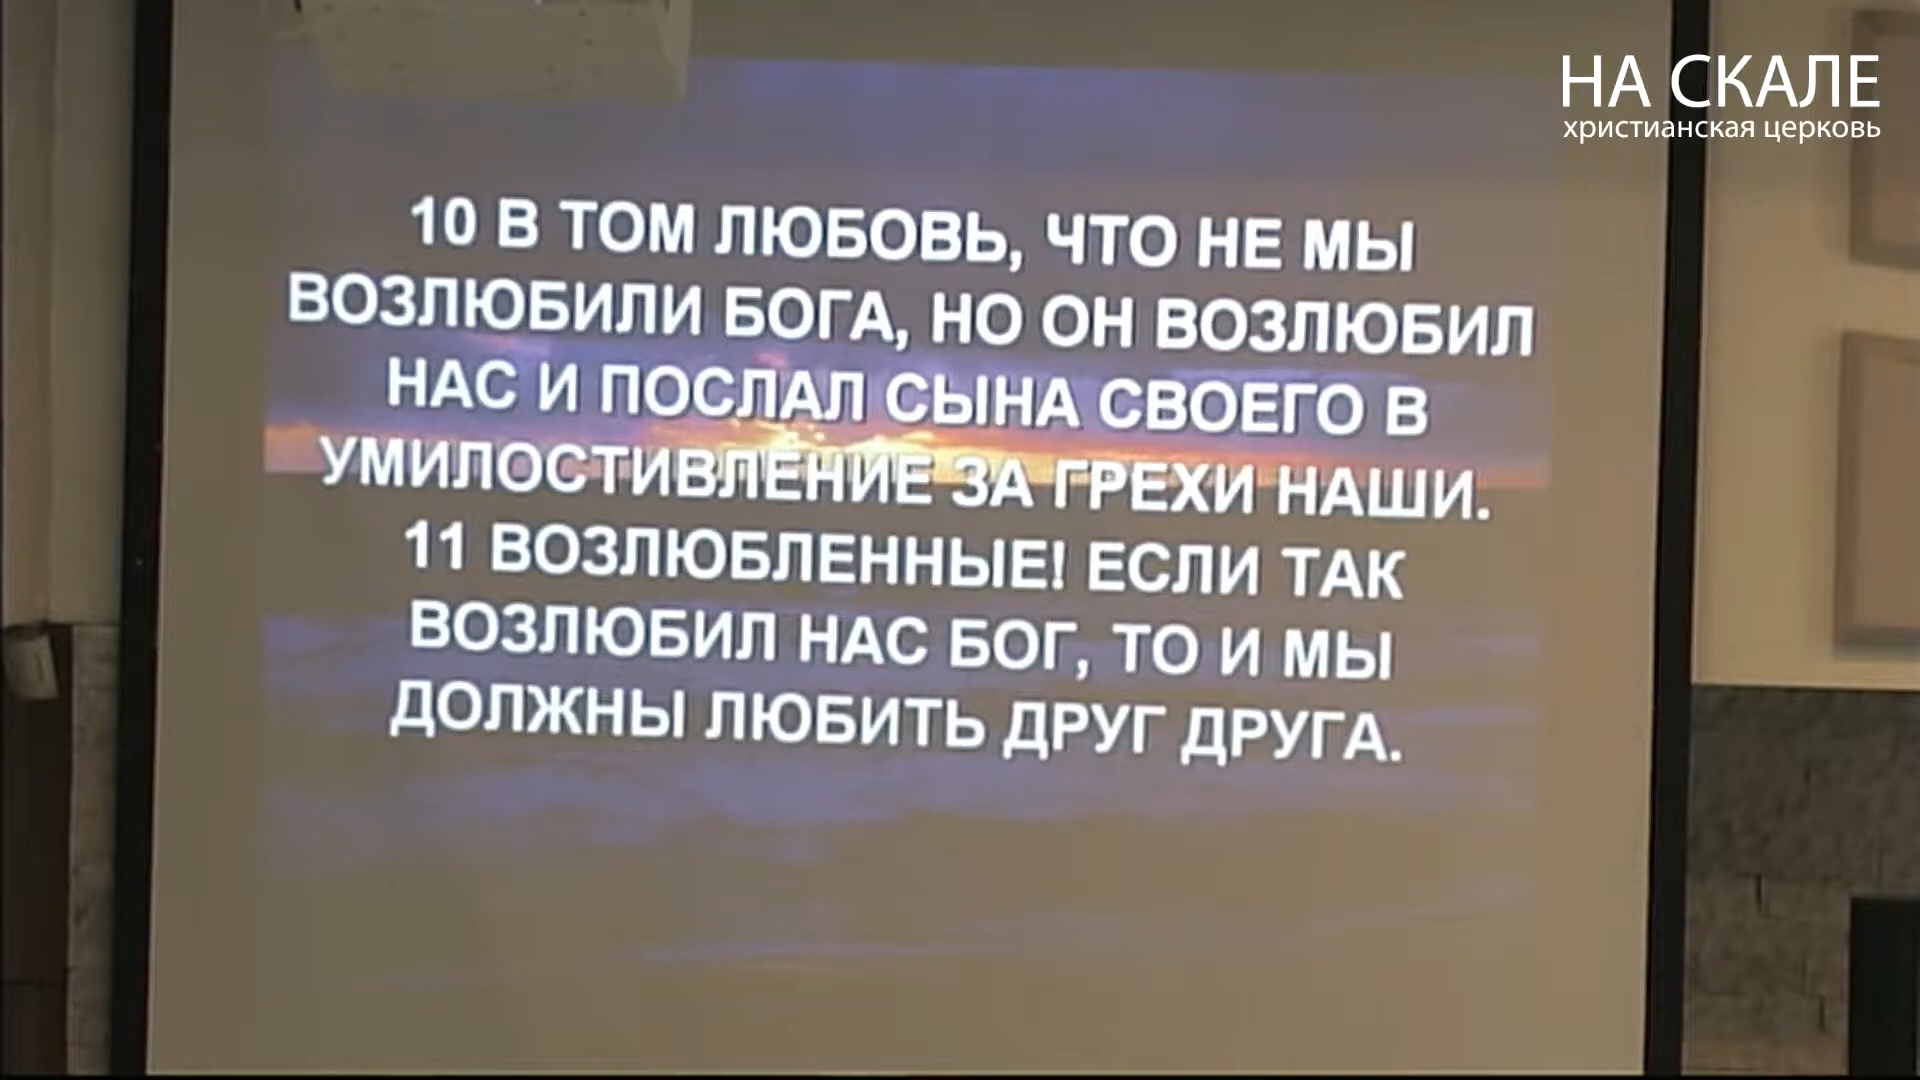 НА СКАЛЕ
христианская церковь
10 В ТОМ ЛЮБОВЬ, ЧТО НЕ МЫ
ВОЗЛЮБИЛИ БОГА, НО ОН ВОЗЛЮБИЛ
НАС И ПОСЛАЛ СЫНА СВОЕГО В
УМИЛОСТИВЛЕНИЕ ЗА ГРЕХИ НАШИ.
11 ВОЗЛЮБЛЕННЫЕ! ЕСЛИ ТАК
ВОЗЛЮБИЛ НАС БОГ, ТО И МЫ
ДОЛЖНЫ ЛЮБИТЬ ДРУГ ДРУГА.